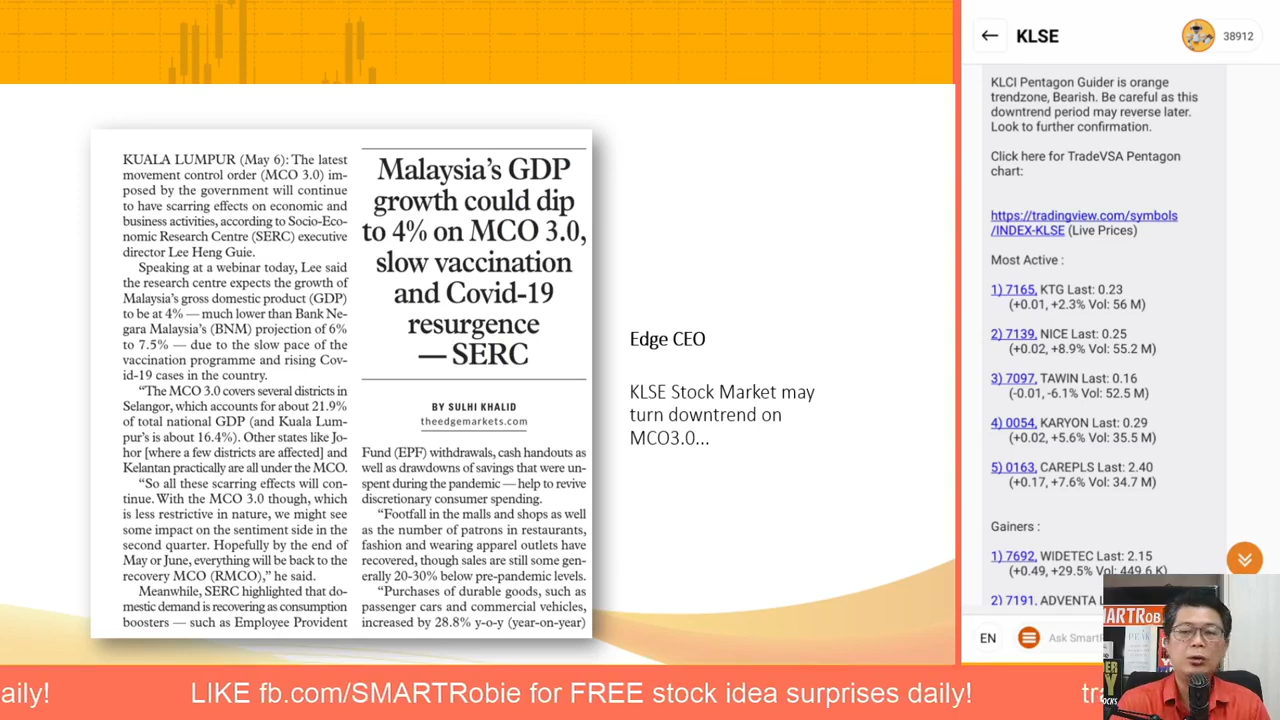 KUALA LUMPUR (May 6): The latest
movement control order (MCO 3.0) im-
posed by the government will continue
to have scarring effects on economic and
business activities, according to Socio-Eco-
nomic Research Centre (SERC) executive
director Lee Heng Guie.
Speaking at a webinar today, Lee said
the research centre expects the growth of
Malaysia's gross domestic product (GDP)
to be at 4% — much lower than Bank Ne-
gara Malaysia's (BNM) projection of 6%
to 7.5% — due to the slow pace of the
vaccination programme and rising Cov-
id-19 cases in the country.
"The MCO 3.0 covers several districts in
Selangor, which accounts for about 21.9%
of total national GDP (and Kuala Lum-
pur's is about 16.4%). Other states like Jo-
hor [where a few districts are affected] and
Kelantan practically are all under the MCO.
"So all these scarring effects will con-
tinue. With the MCO 3.0 though, which
is less restrictive in nature, we might see
some impact on the sentiment side in the
second quarter. Hopefully by the end of
May or June, everything will be back to the
recovery MCO (RMCO)," he said.
Meanwhile, SERC highlighted that do-
mestic demand is recovering as consumption
boosters — such as Employee Provident
Malaysia's GDP
growth could dip
to 4% on MCO 3.0,
slow vaccination
and Covid-19
resurgence
— SERC
BY SULHI KHALID
theedgemarkets.com
Fund (EPF) withdrawals, cash handouts as
well as drawdowns of savings that were un-
spent during the pandemic — help to revive
discretionary consumer spending.
"Footfall in the malls and shops as well
as the number of patrons in restaurants,
fashion and wearing apparel outlets have
recovered, though sales are still some gen-
erally 20-30% below pre-pandemic levels.
"Purchases of durable goods, such as
passenger cars and commercial vehicles,
increased by 28.8% y-o-y (year-on-year)
Edge CEO
KLSE Stock Market may
turn downtrend on
MCO3.0...
KLSE
38912
KLCI Pentagon Guider is orange
trendzone, Bearish. Be careful as this
downtrend period may reverse later.
Look to further confirmation.
Click here for TradeVSA Pentagon
chart:
https://tradingview.com/symbols
/INDEX-KLSE (Live Prices)
Most Active :
1) 7165, KTG Last: 0.23
(+0.01, +2.3% Vol: 56 M)
2) 7139, NICE Last: 0.25
(+0.02, +8.9% Vol: 55.2 M)
3) 7097, TAWIN Last: 0.16
(-0.01, -6.1% Vol: 52.5 M)
4) 0054, KARYON Last: 0.29
(+0.02, +5.6% Vol: 35.5 M)
5) 0163, CAREPLS Last: 2.40
(+0.17, +7.6% Vol: 34.7 M)
Gainers :
1) 7692, WIDETEC Last: 2.15
(+0.49, +29.5% Vol: 449.6 K)
2) 7191, ADVENTA L
EN
Ask SmartR
MARTROB
aily!
LIKE fb.com/SMARTRobie for FREE stock idea surprises daily!
tra